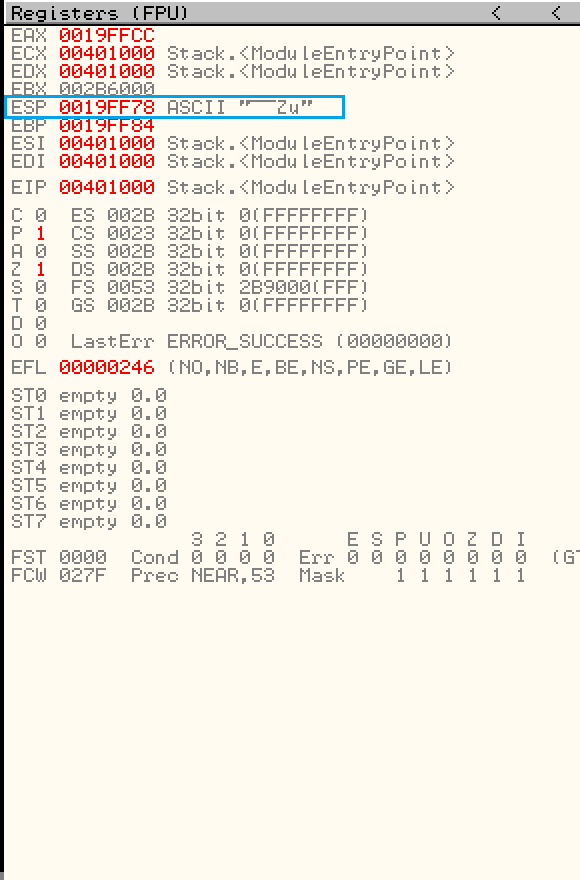 Registers (FPU) < <
EAX 0019FFCC
ECX 00401000 Stack.<ModuleEntryPoint>
EDX 00401000 Stack.<ModuleEntryPoint>
EBX 002B6000
ESP 0019FF78 ASCII "‾‾Zu"
EBP 0019FF84
ESI 00401000 Stack.<ModuleEntryPoint>
EDI 00401000 Stack.<ModuleEntryPoint>
EIP 00401000 Stack.<ModuleEntryPoint>
C 0 ES 002B 32bit 0(FFFFFFFF)
P 1 CS 0023 32bit 0(FFFFFFFF)
A 0 SS 002B 32bit 0(FFFFFFFF)
Z 1 DS 002B 32bit 0(FFFFFFFF)
S 0 FS 0053 32bit 2B9000(FFF)
T 0 GS 002B 32bit 0(FFFFFFFF)
D 0
O 0 LastErr ERROR_SUCCESS (00000000)
EFL 00000246 (NO,NB,E,BE,NS,PE,GE,LE)
ST0 empty 0.0
ST1 empty 0.0
ST2 empty 0.0
ST3 empty 0.0
ST4 empty 0.0
ST5 empty 0.0
ST6 empty 0.0
ST7 empty 0.0
3 2 1 0 E S P U O Z D I
FST 0000 Cond 0 0 0 0 Err 0 0 0 0 0 0 0 0 (GT
FCW 027F Prec NEAR,53 Mask 1 1 1 1 1 1